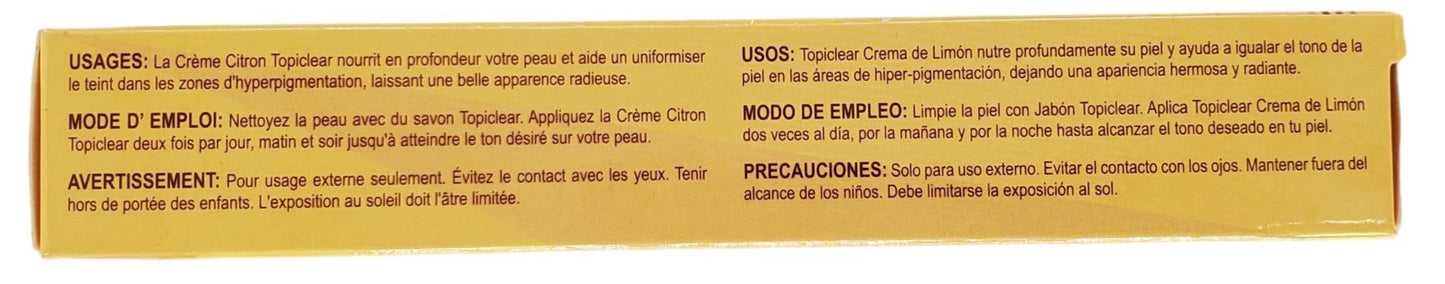 USAGES: La Crème Citron Topiclear nourrit en profondeur votre peau et aide un uniformiser
le teint dans les zones d'hyperpigmentation, laissant une belle apparence radieuse.
MODE D' EMPLOI: Nettoyez la peau avec du savon Topiclear. Appliquez la Crème Citron
Topiclear deux fois par jour, matin et soir jusqu'à atteindre le ton désiré sur votre peau.
AVERTISSEMENT: Pour usage externe seulement. Évitez le contact avec les yeux. Tenir
hors de portée des enfants. L'exposition au soleil doit l'âtre limitée.
USOS: Topiclear Crema de Limón nutre profundamente su piel y ayuda a igualar el tono de la
piel en las áreas de hiper-pigmentación, dejando una apariencia hermosa y radiante.
MODO DE EMPLEO: Limpie la piel con Jabón Topiclear. Aplica Topiclear Crema de Limón
dos veces al día, por la mañana y por la noche hasta alcanzar el tono deseado en tu piel.
PRECAUCIONES: Solo para uso externo. Evitar el contacto con los ojos. Mantener fuera del
alcance de los niños. Debe limitarse la exposición al sol.